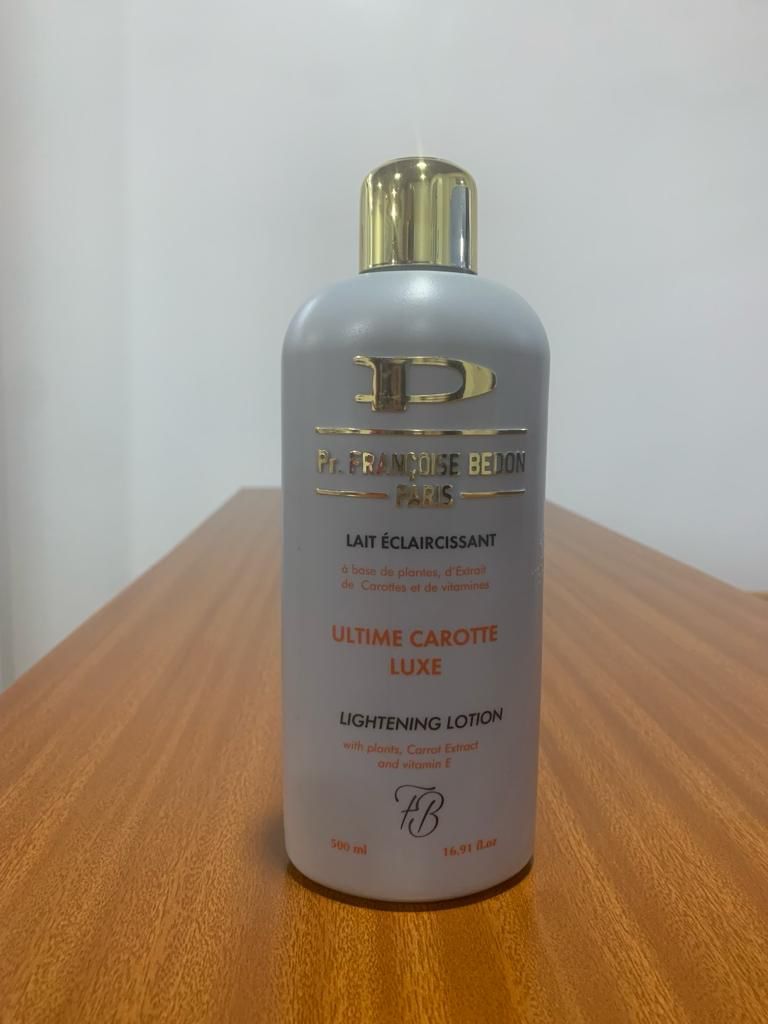 Pr. FRANÇOISE BEDON
PARIS
LAIT ÉCLAIRCISSANT
à base de plantes, d'Extrait
de Carottes et de vitamines
ULTIME CAROTTE
LUXE
LIGHTENING LOTION
with plants, Carrot Extract
and vitamin E
FB
500 ml 16.91 fl.oz